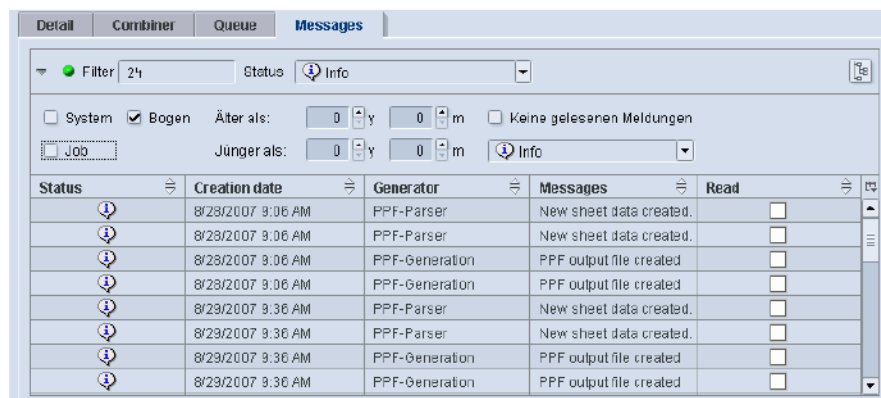 Detail Combiner Queue Messages
Filter 24 Status Info
System Bogen Älter als: 0 y 0 m Keine gelesenen Meldungen
Job Jünger als: 0 y 0 m Info
Status Creation date Generator Messages Read
8/28/2007 9:06 AM PPF-Parser New sheet data created.
8/28/2007 9:06 AM PPF-Parser New sheet data created.
8/28/2007 9:06 AM PPF-Generation PPF output file created
8/28/2007 9:06 AM PPF-Generation PPF output file created
8/29/2007 9:36 AM PPF-Parser New sheet data created.
8/29/2007 9:36 AM PPF-Parser New sheet data created.
8/29/2007 9:36 AM PPF-Generation PPF output file created
8/29/2007 9:36 AM PPF-Generation PPF output file created